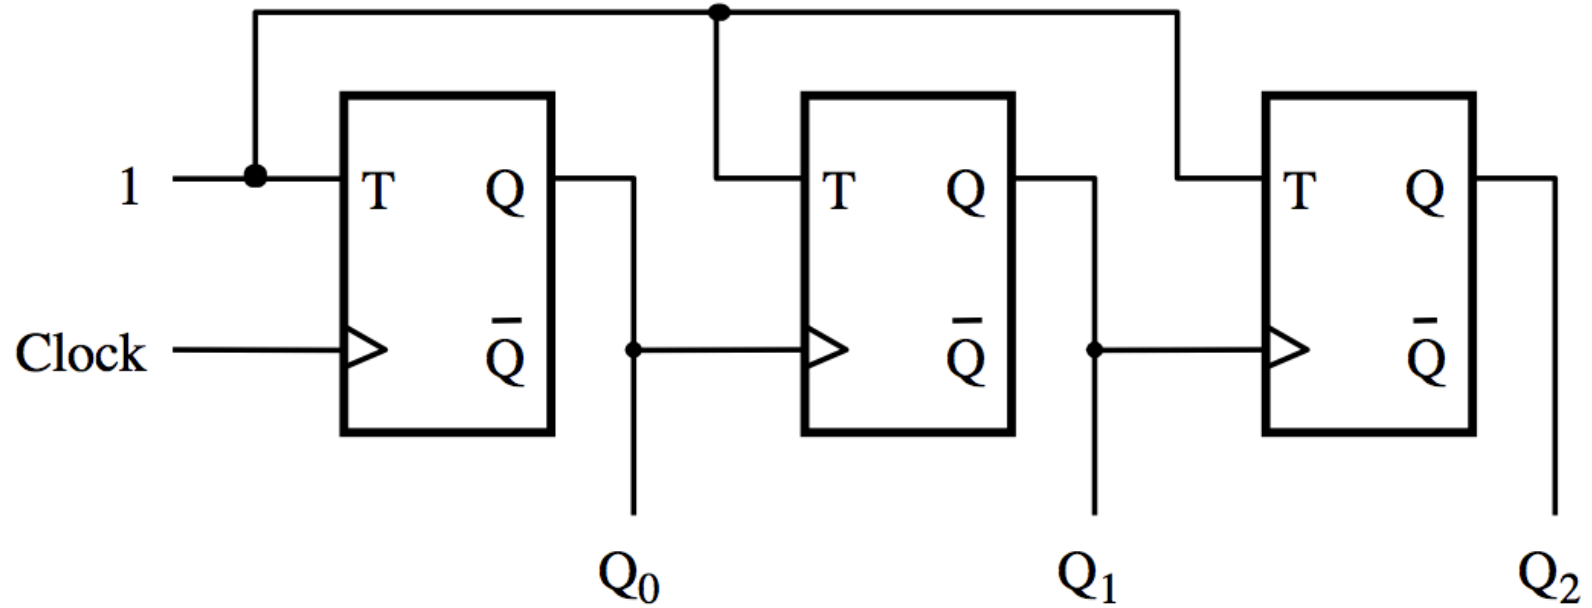 1 T Q T Q T Q
Clock Q̅ Q̅ Q̅
Q₀ Q₁ Q₂